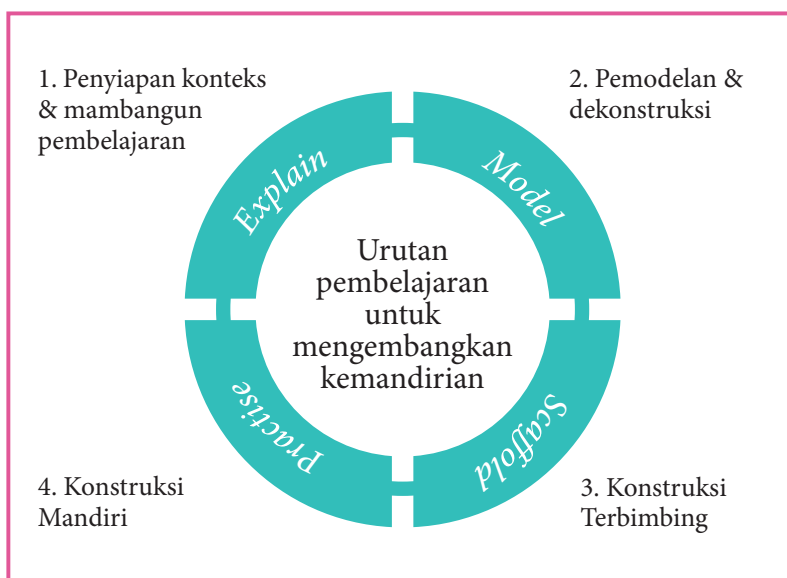 1. Penyiapan konteks
& mambangun
pembelajaran
2. Pemodelan &
dekonstruksi
Explain
Model
Urutan
pembelajaran
untuk
mengembangkan
kemandirian
Practise
Scaffold
4. Konstruksi
Mandiri
3. Konstruksi
Terbimbing